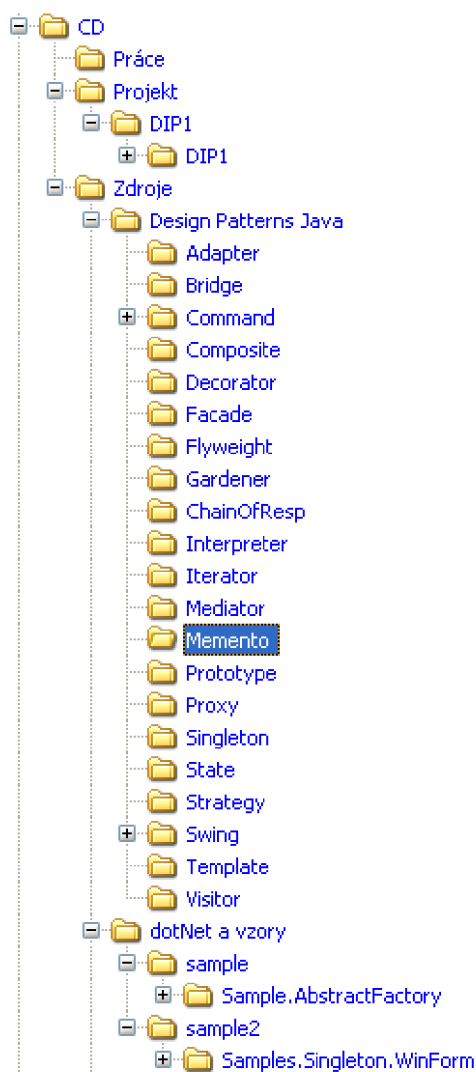 CD
Práce
Projekt
DIP1
DIP1
Zdroje
Design Patterns Java
Adapter
Bridge
Command
Composite
Decorator
Facade
Flyweight
Gardener
ChainOfResp
Interpreter
Iterator
Mediator
Memento
Prototype
Proxy
Singleton
State
Strategy
Swing
Template
Visitor
dotNet a vzory
sample
Sample.AbstractFactory
sample2
Samples.Singleton.WinForm